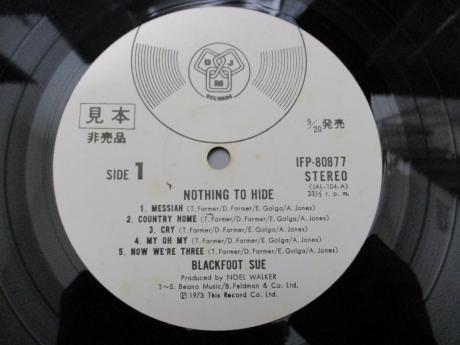 D J
M
RECORDS
見本
非売品
9/20 発売
SIDE 1
IFP-80877
STEREO
(JAL-104-A)
33⅓ r. p. m.
NOTHING TO HIDE
1. MESSIAH (T. Farmer/D. Farmer/E. Golga/A. Jones)
2. COUNTRY HOME (T. Farmer/D. Farmer/E. Golga/A. Jones)
3. CRY (T. Farmer/D. Farmer/E. Golga/A. Jones)
4. MY OH MY (T. Farmer/D. Farmer/E. Golga/A. Jones)
5. NOW WE'RE THREE (T. Farmer/D. Farmer/E. Golga/A. Jones)
BLACKFOOT SUE
Produced by NOEL WALKER
1~5. Beano Music/B. Feldman & Co. Ltd.
Ⓟ 1973 This Record Co. Ltd.